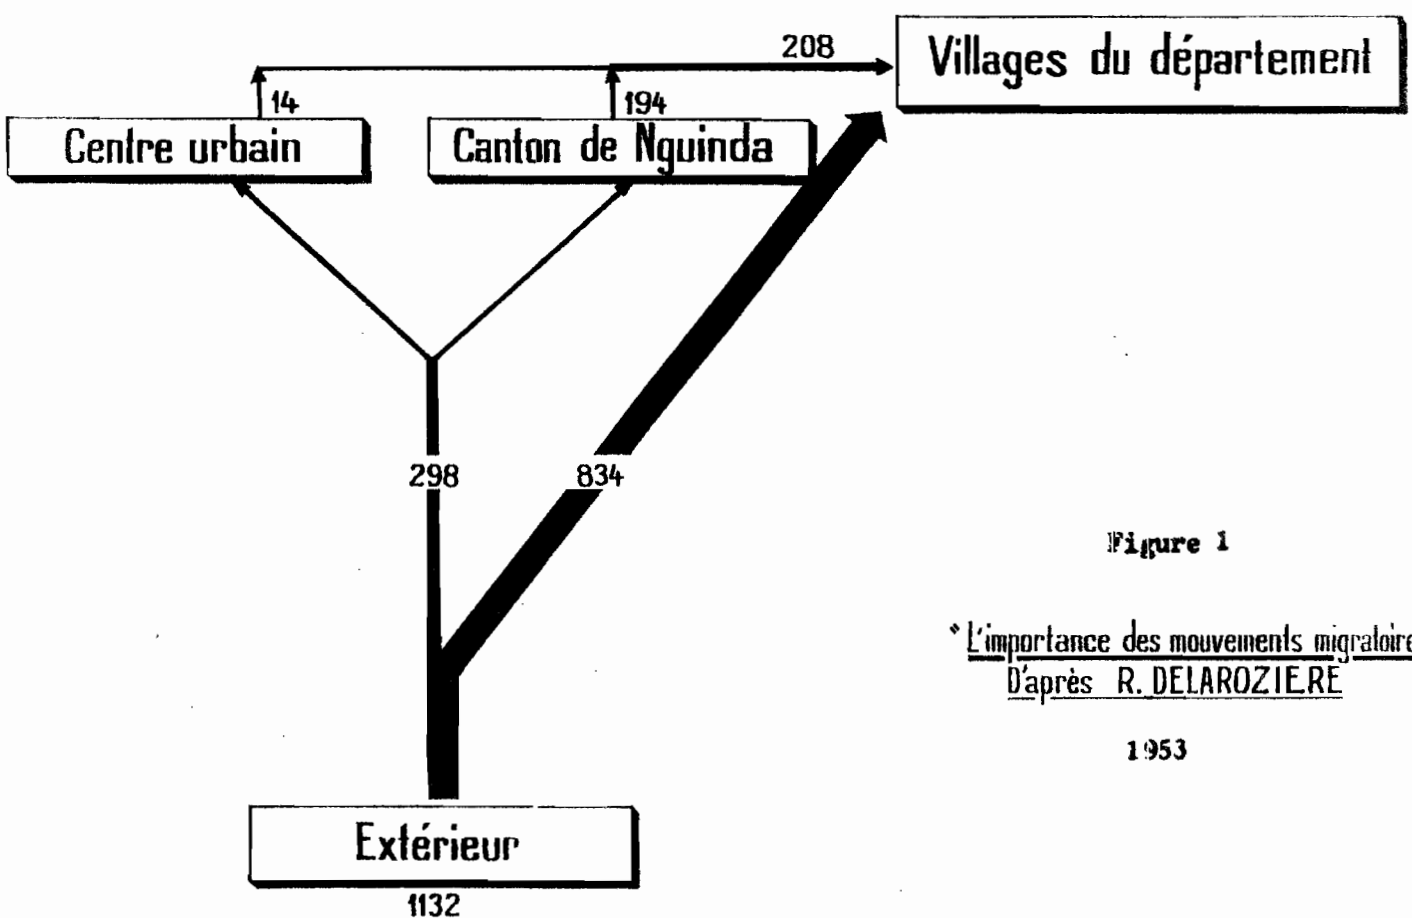 208
Villages du département
14
194
Centre urbain
Canton de Nguinda
298
834
Figure 1
"L'importance des mouvements migratoire
D'après R. DELAROZIERE
1953
Extérieur
1132